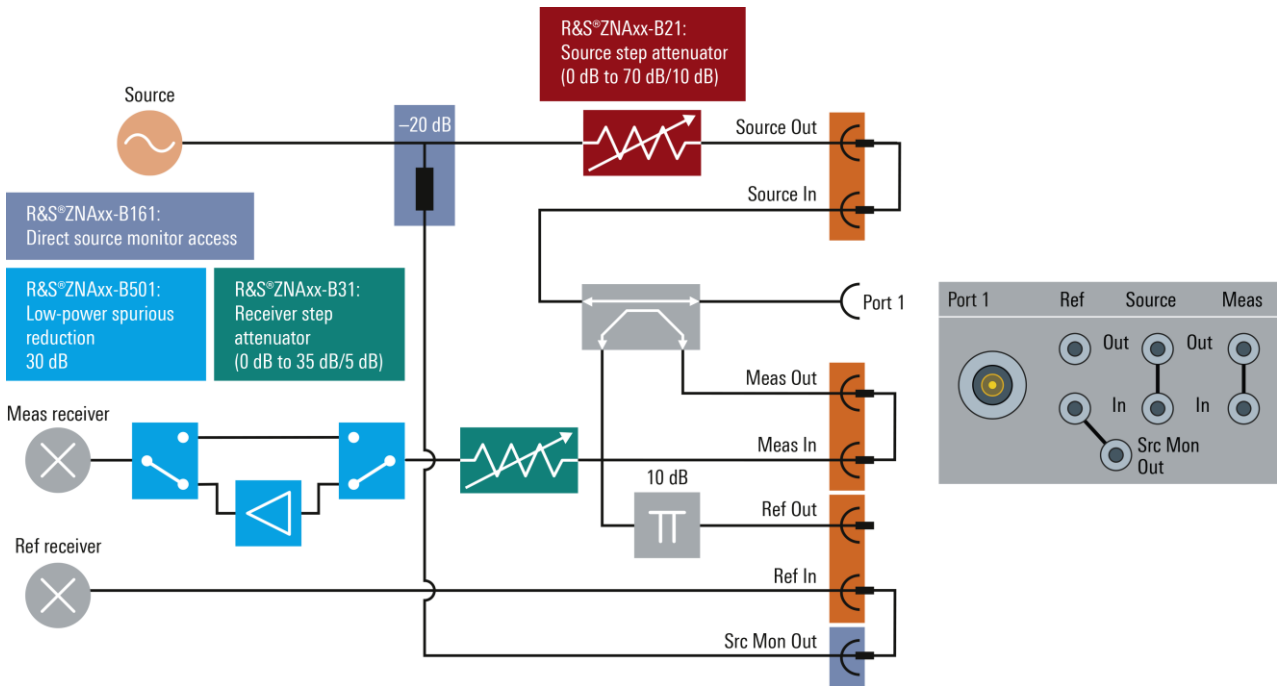 R&S®ZNAxx-B21:
Source step attenuator
(0 dB to 70 dB/10 dB)
Source
–20 dB
Source Out
Source In
R&S®ZNAxx-B161:
Direct source monitor access
R&S®ZNAxx-B501:
Low-power spurious
reduction
30 dB
R&S®ZNAxx-B31:
Receiver step
attenuator
(0 dB to 35 dB/5 dB)
Port 1
Meas Out
Meas receiver
Meas In
10 dB
Ref Out
Ref receiver
Ref In
Src Mon Out
Port 1
Ref
Source
Meas
Out
Out
In
In
Src Mon
Out